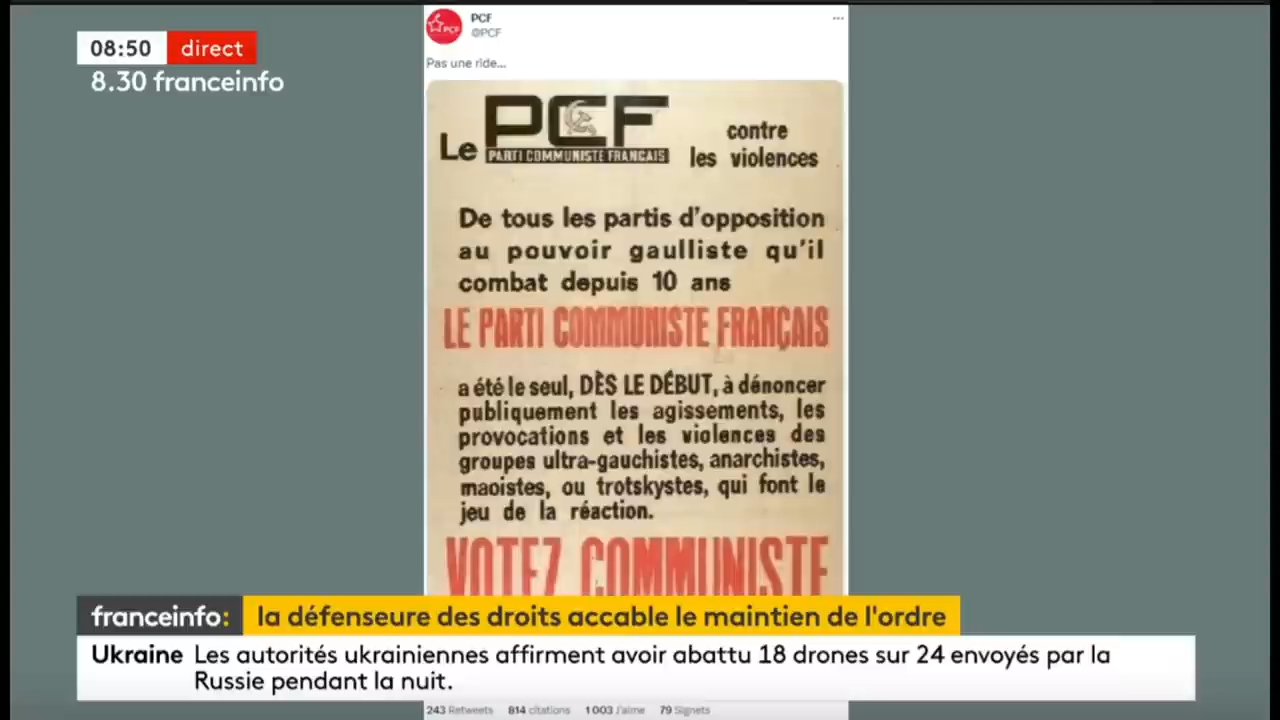 08:50 direct
8.30 franceinfo
PCF
PCF
@PCF
Pas une ride...
Le PCF
PARTI COMMUNISTE FRANÇAIS
contre
les violences
De tous les partis d'opposition
au pouvoir gaulliste qu'il
combat depuis 10 ans
LE PARTI COMMUNISTE FRANÇAIS
a été le seul, DÈS LE DÉBUT, à dénoncer
publiquement les agissements, les
provocations et les violences des
groupes ultra-gauchistes, anarchistes,
maoistes, ou trotskystes, qui font le
jeu de la réaction.
VOTEZ COMMUNISTE
franceinfo: la défenseure des droits accable le maintien de l'ordre
Ukraine Les autorités ukrainiennes affirment avoir abattu 18 drones sur 24 envoyés par la
Russie pendant la nuit.
243 Retweets 814 citations 1 003 J'aime 79 Signets